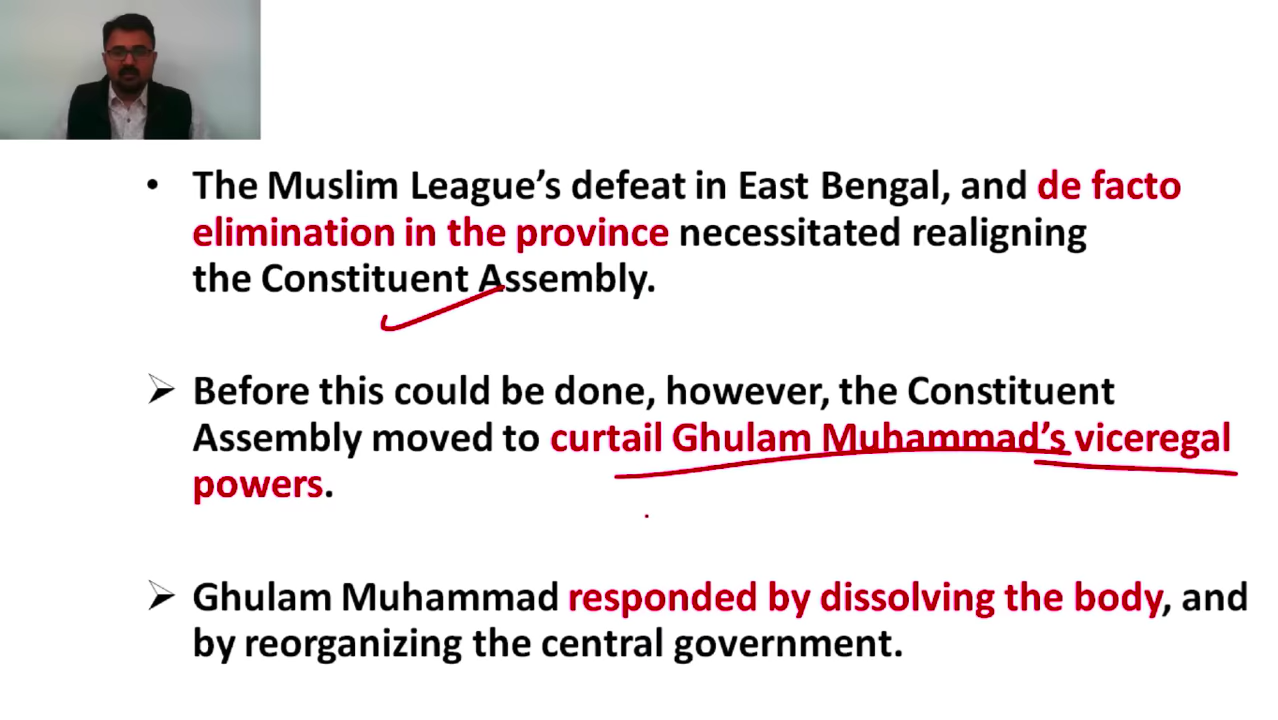 • The Muslim League’s defeat in East Bengal, and de facto
elimination in the province necessitated realigning
the Constituent Assembly.
➢ Before this could be done, however, the Constituent
Assembly moved to curtail Ghulam Muhammad’s viceregal
powers.
➢ Ghulam Muhammad responded by dissolving the body, and
by reorganizing the central government.